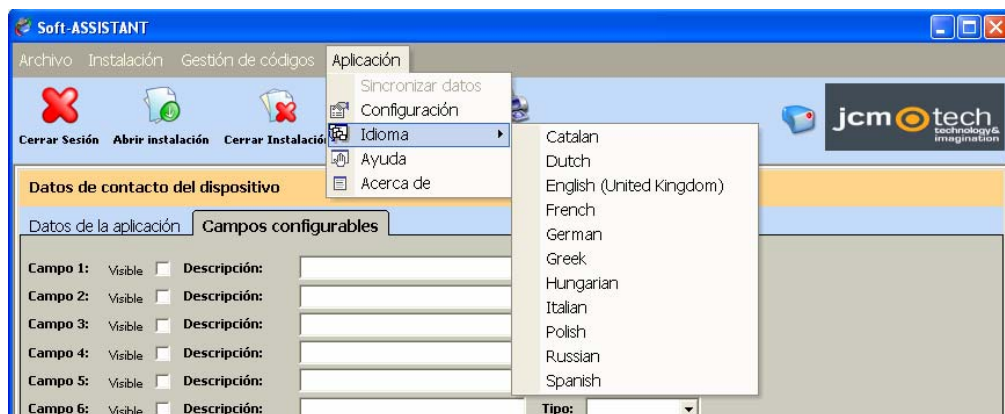 Soft-ASSISTANT
Archivo Instalación Gestión de códigos Aplicación
Sincronizar datos
Configuración
Idioma
Ayuda
Acerca de
Cerrar Sesión Abrir instalación
jcm tech
technology&
imagination
Catalan
Dutch
English (United Kingdom)
French
German
Greek
Hungarian
Italian
Polish
Russian
Spanish
Datos de contacto del dispositivo
Datos de la aplicación Campos configurables
Campo 1: Visible Descripción:
Campo 2: Visible Descripción:
Campo 3: Visible Descripción:
Campo 4: Visible Descripción:
Campo 5: Visible Descripción:
Campo 6: Visible Descripción: Tipo: